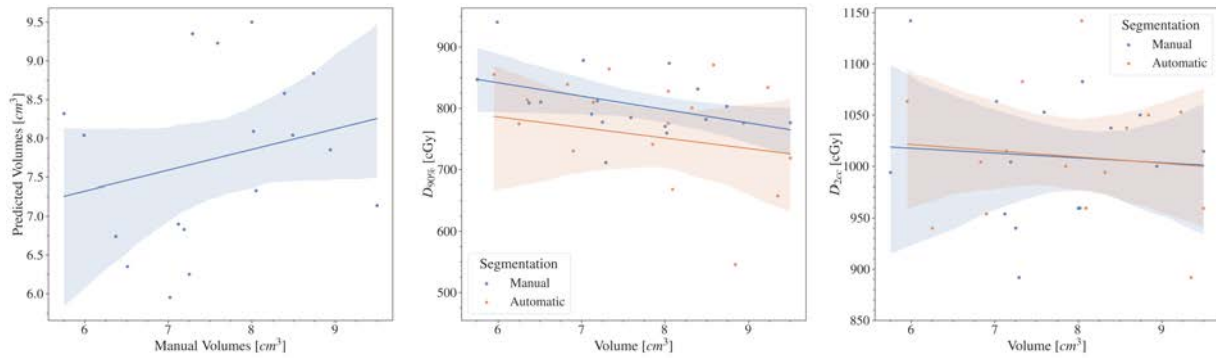 9.5
9.0
8.5
8.0
7.5
7.0
6.5
6.0
Predicted Volumes [cm³]
6
7
8
9
Manual Volumes [cm³]
900
800
700
600
500
D₉₀% [cGy]
Segmentation
Manual
Automatic
6
7
8
9
Volume [cm³]
1150
1100
1050
1000
950
900
850
D₂cc [cGy]
Segmentation
Manual
Automatic
6
7
8
9
Volume [cm³]